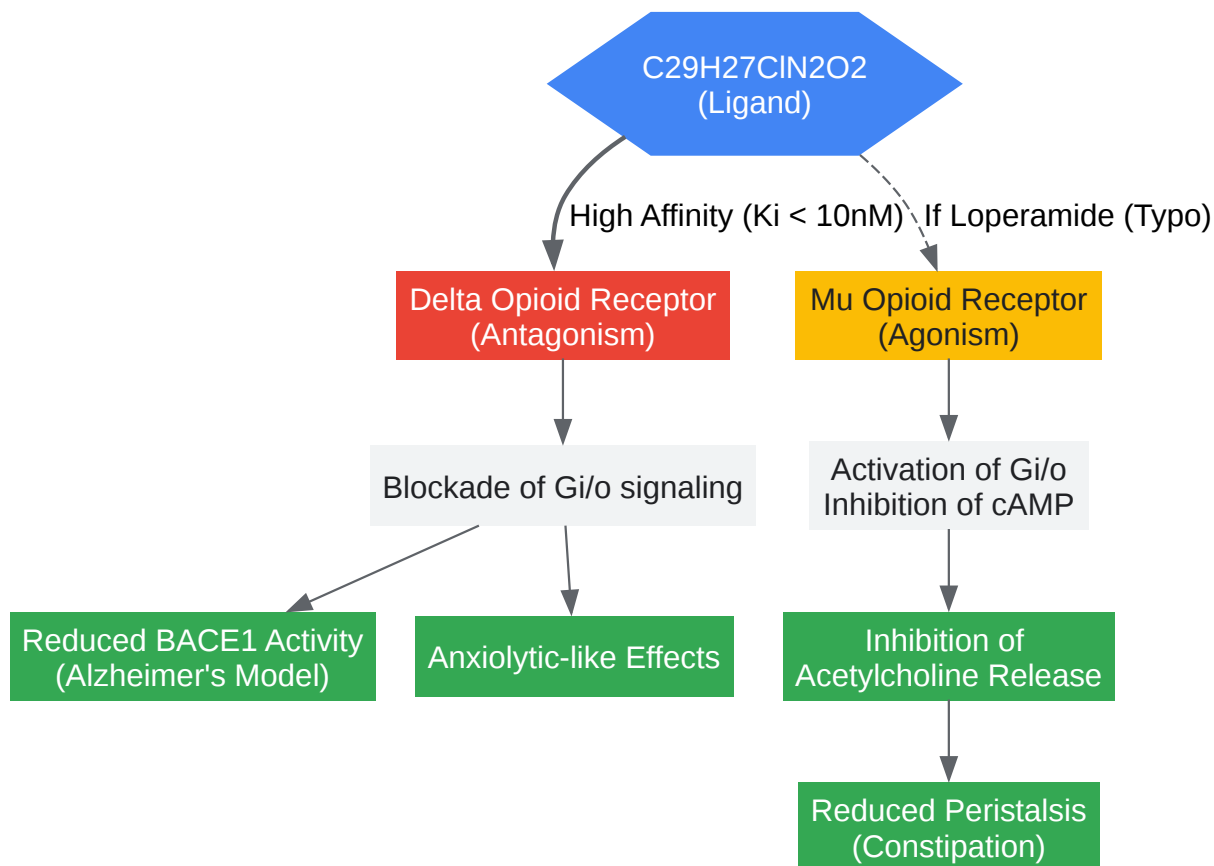 C29H27ClN2O2
(Ligand)
High Affinity (Ki < 10nM)
If Loperamide (Typo)
Delta Opioid Receptor
(Antagonism)
Mu Opioid Receptor
(Agonism)
Blockade of Gi/o signaling
Activation of Gi/o
Inhibition of cAMP
Reduced BACE1 Activity
(Alzheimer's Model)
Anxiolytic-like Effects
Inhibition of
Acetylcholine Release
Reduced Peristalsis
(Constipation)